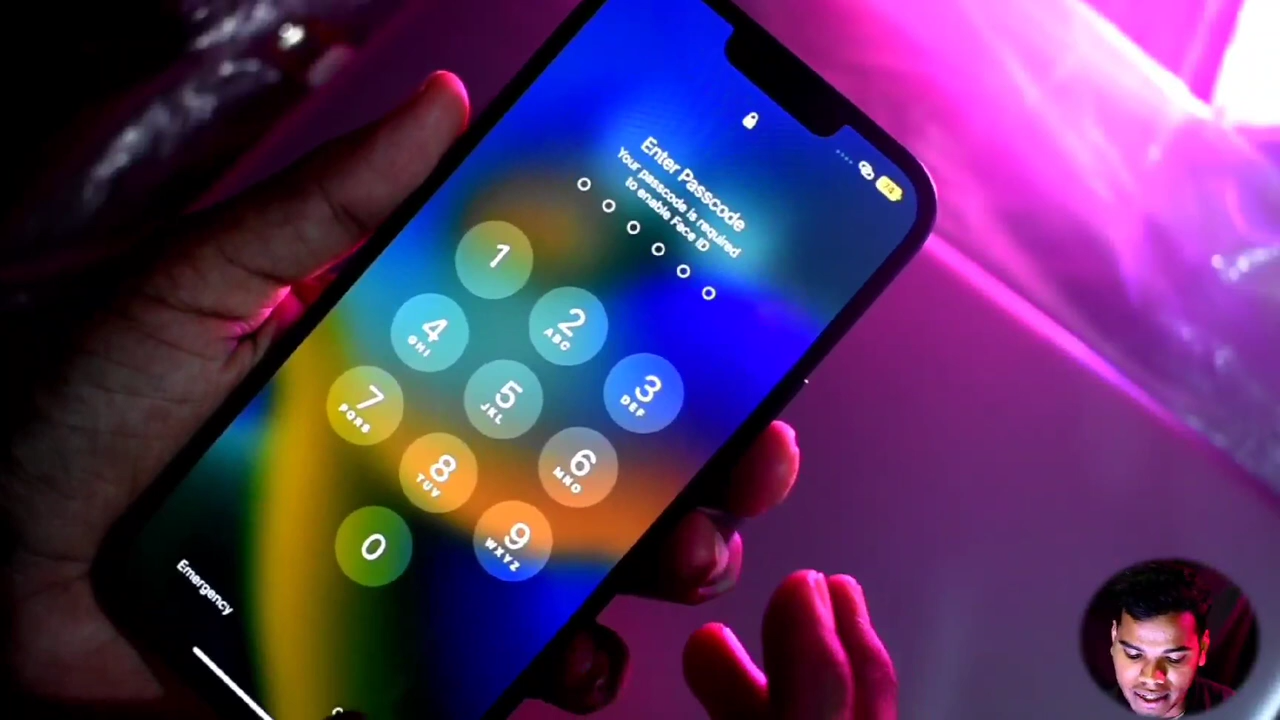 74
Enter Passcode
Your passcode is required
to enable Face ID
1
2
ABC
3
DEF
4
GHI
5
JKL
6
MNO
7
PQRS
8
TUV
9
WXYZ
0
Emergency